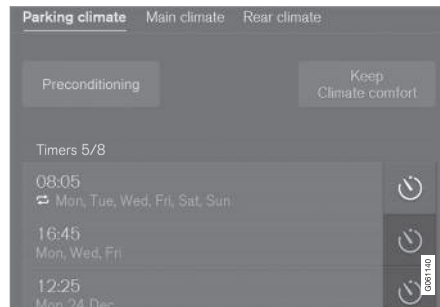 Parking climate Main climate Rear climate
Preconditioning
Keep
Climate comfort
Timers 5/8
08:05
Mon, Tue, Wed, Fri, Sat, Sun
16:45
Mon, Wed, Fri
12:25
Mon 24 Dec
G061140